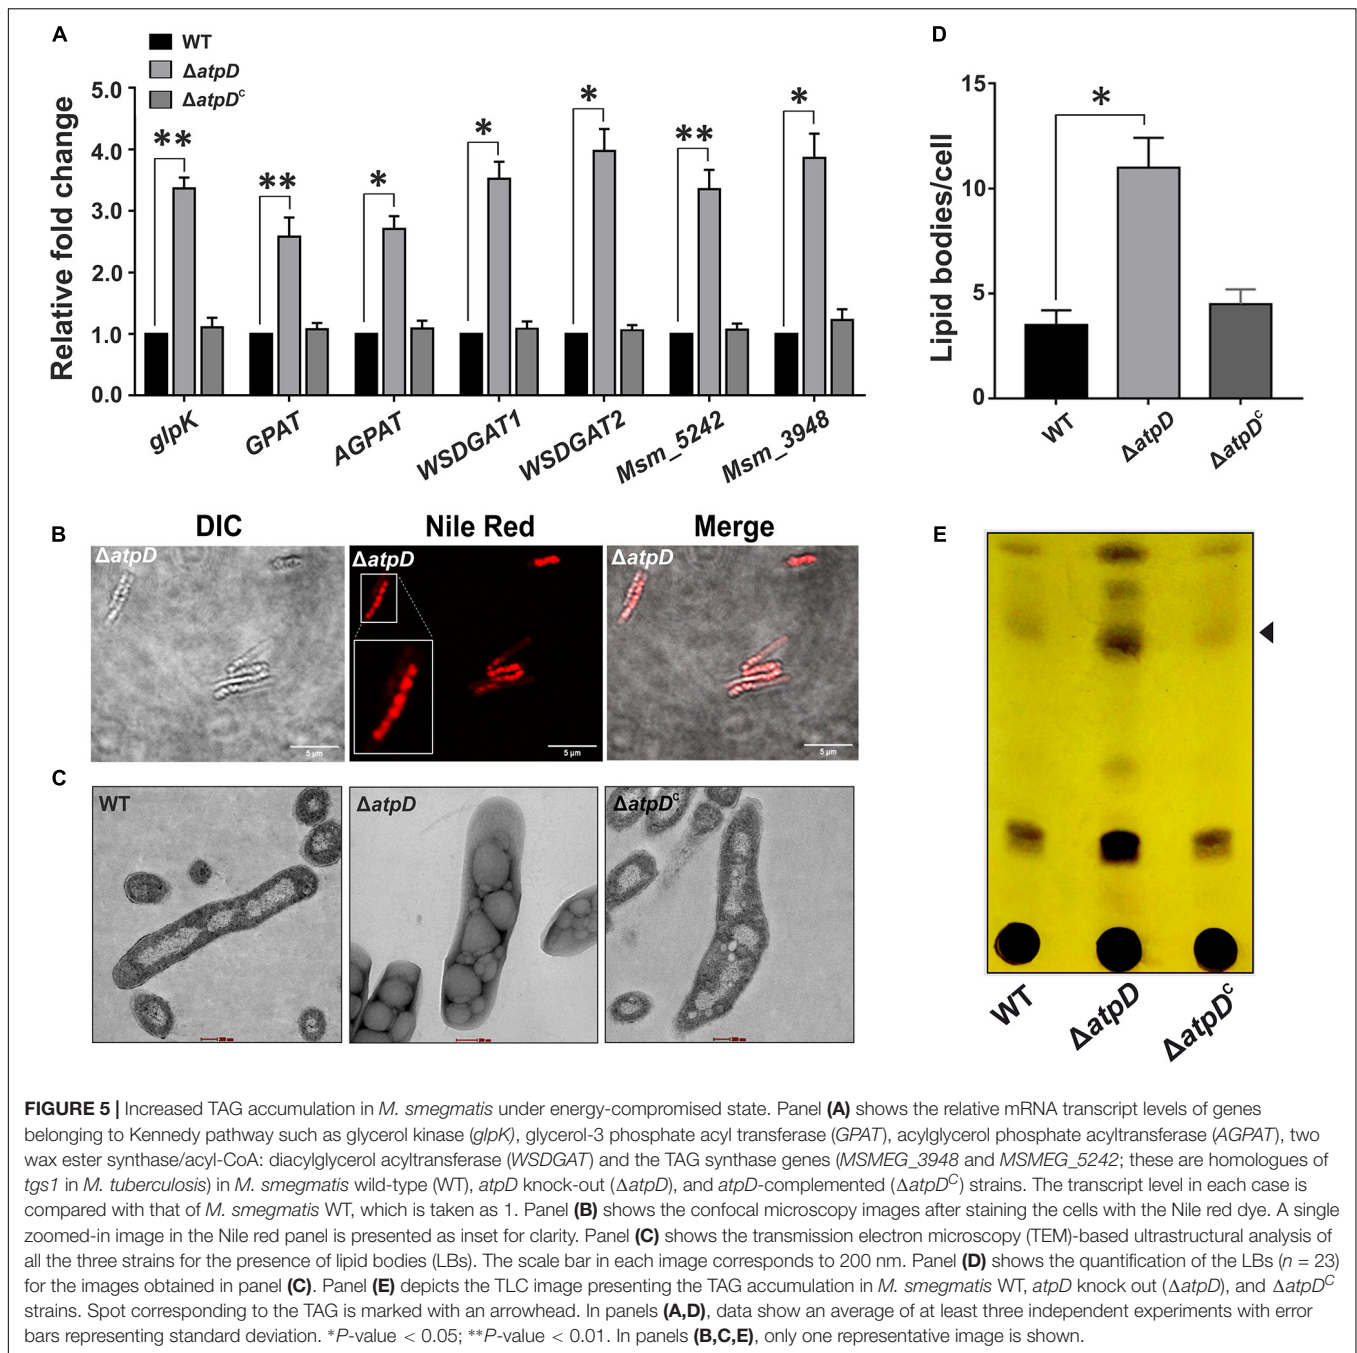 A
WT
ΔatpD
ΔatpDᶜ
Relative fold change
5.0
4.0
3.0
2.0
1.0
0.0
** ** * * * ** *
glpK GPAT AGPAT WSDGAT1 WSDGAT2 Msm_5242 Msm_3948
D
Lipid bodies/cell
15
10
5
0
*
WT ΔatpD ΔatpDᶜ
B
DIC Nile Red Merge
ΔatpD ΔatpD ΔatpD
5 µm 5 µm 5 µm
C
WT ΔatpD ΔatpDᶜ
E
WT ΔatpD ΔatpDᶜ
FIGURE 5 | Increased TAG accumulation in M. smegmatis under energy-compromised state. Panel (A) shows the relative mRNA transcript levels of genes
belonging to Kennedy pathway such as glycerol kinase (glpK), glycerol-3 phosphate acyl transferase (GPAT), acylglycerol phosphate acyltransferase (AGPAT), two
wax ester synthase/acyl-CoA: diacylglycerol acyltransferase (WSDGAT) and the TAG synthase genes (MSMEG_3948 and MSMEG_5242; these are homologues of
tgs1 in M. tuberculosis) in M. smegmatis wild-type (WT), atpD knock-out (ΔatpD), and atpD-complemented (ΔatpDᶜ) strains. The transcript level in each case is
compared with that of M. smegmatis WT, which is taken as 1. Panel (B) shows the confocal microscopy images after staining the cells with the Nile red dye. A single
zoomed-in image in the Nile red panel is presented as inset for clarity. Panel (C) shows the transmission electron microscopy (TEM)-based ultrastructural analysis of
all the three strains for the presence of lipid bodies (LBs). The scale bar in each image corresponds to 200 nm. Panel (D) shows the quantification of the LBs (n = 23)
for the images obtained in panel (C). Panel (E) depicts the TLC image presenting the TAG accumulation in M. smegmatis WT, atpD knock out (ΔatpD), and ΔatpDᶜ
strains. Spot corresponding to the TAG is marked with an arrowhead. In panels (A,D), data show an average of at least three independent experiments with error
bars representing standard deviation. *P-value < 0.05; **P-value < 0.01. In panels (B,C,E), only one representative image is shown.